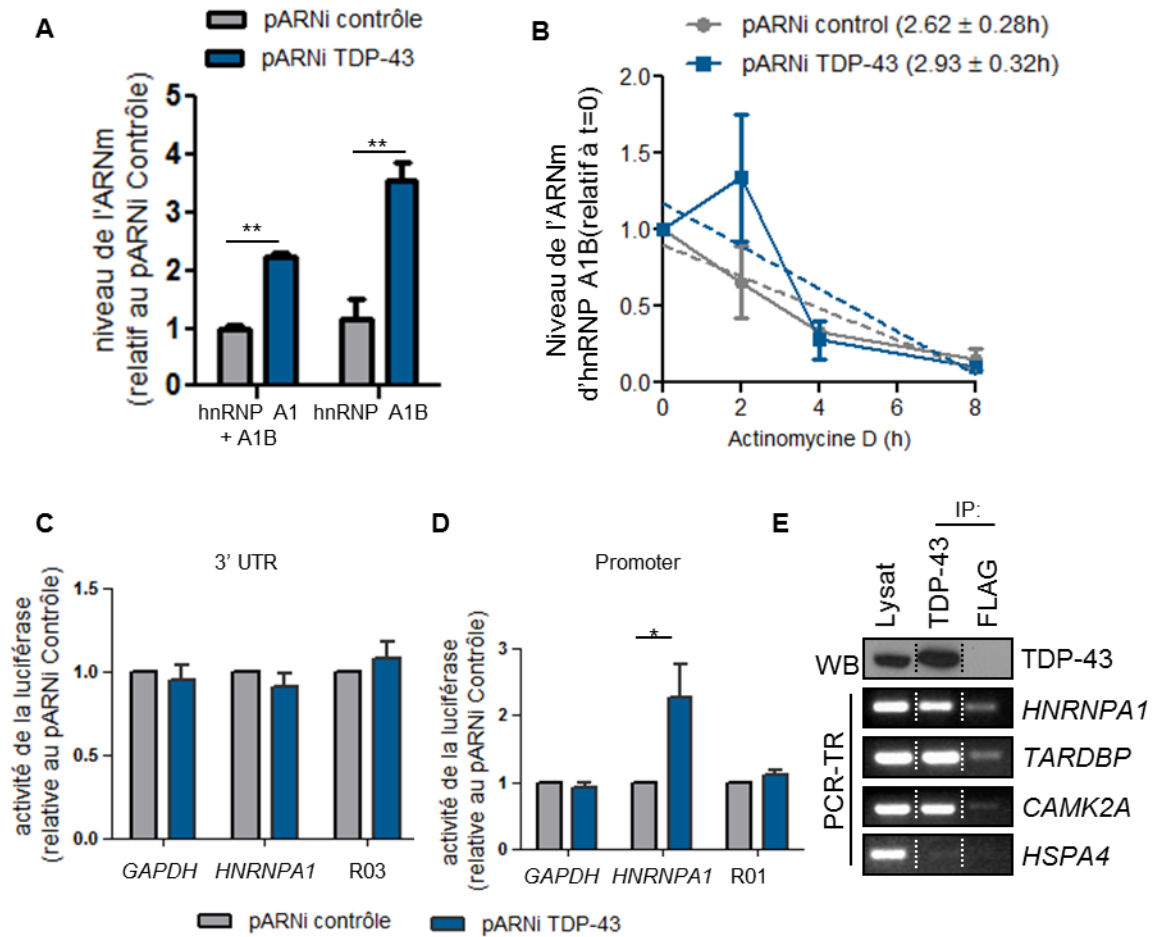 A
pARNi contrôle
pARNi TDP-43
niveau de l'ARNm
(relatif au pARNi Contrôle)
5
4
3
2
1
0
**
**
hnRNP A1
+ A1B
hnRNP A1B
B
pARNi control (2.62 ± 0.28h)
pARNi TDP-43 (2.93 ± 0.32h)
Niveau de l'ARNm
d'hnRNP A1B(relatif à t=0)
2.0
1.5
1.0
0.5
0.0
0
2
4
6
8
Actinomycine D (h)
C
3' UTR
activité de la luciférase
(relative au pARNi Contrôle)
1.5
1.0
0.5
0.0
GAPDH
HNRNPA1
R03
D
Promoter
activité de la luciférase
(relative au pARNi Contrôle)
3
2
1
0
*
GAPDH
HNRNPA1
R01
pARNi contrôle
pARNi TDP-43
E
IP:
Lysat
TDP-43
FLAG
WB
TDP-43
PCR-TR
HNRNPA1
TARDBP
CAMK2A
HSPA4